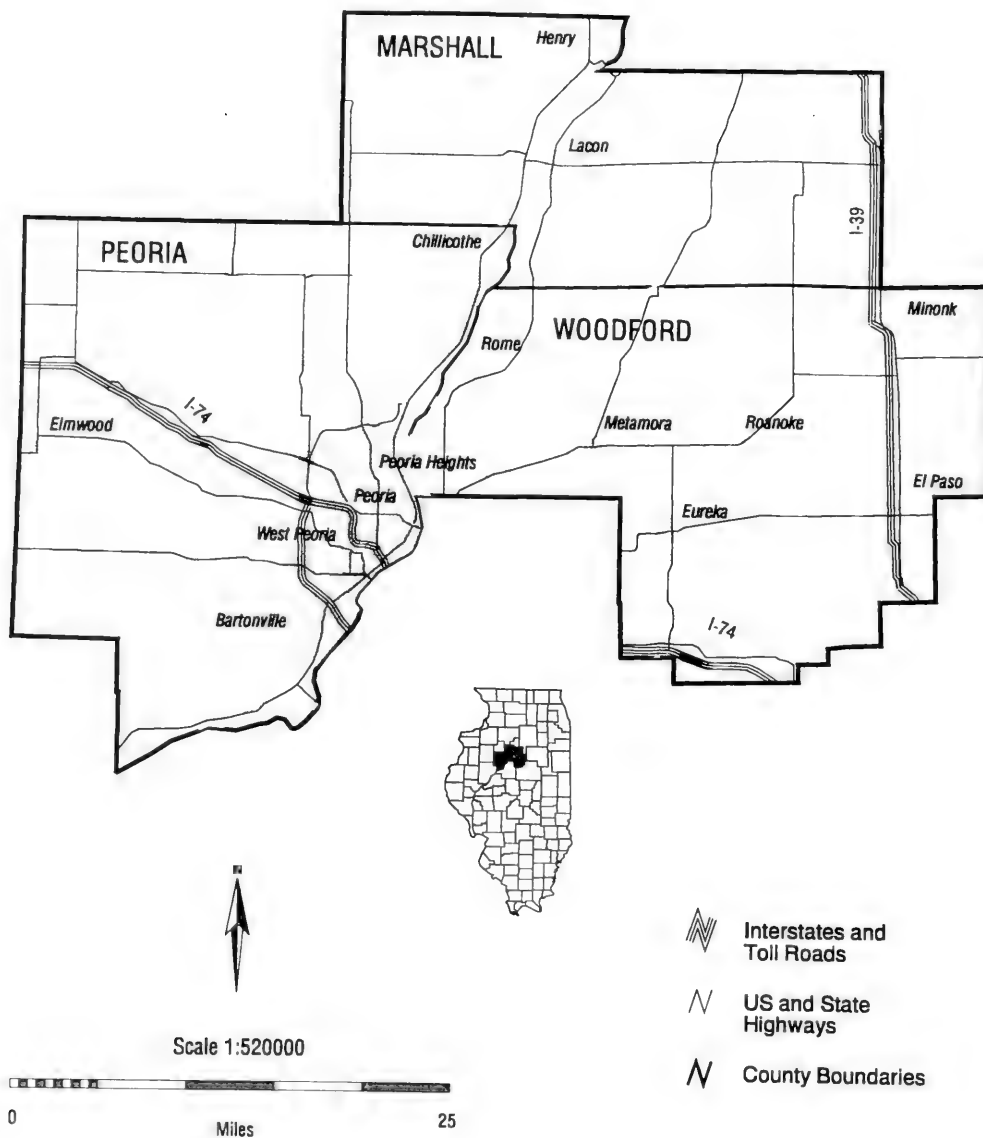 MARSHALL
Henry
Lacon
I-39
PEORIA
Chillicothe
Minonk
WOODFORD
Rome
I-74
Elmwood
Metamora
Roanoke
Peoria Heights
Peoria
El Paso
West Peoria
Eureka
Bartonville
I-74
Interstates and
Toll Roads
US and State
Highways
County Boundaries
Scale 1:520000
0
25
Miles